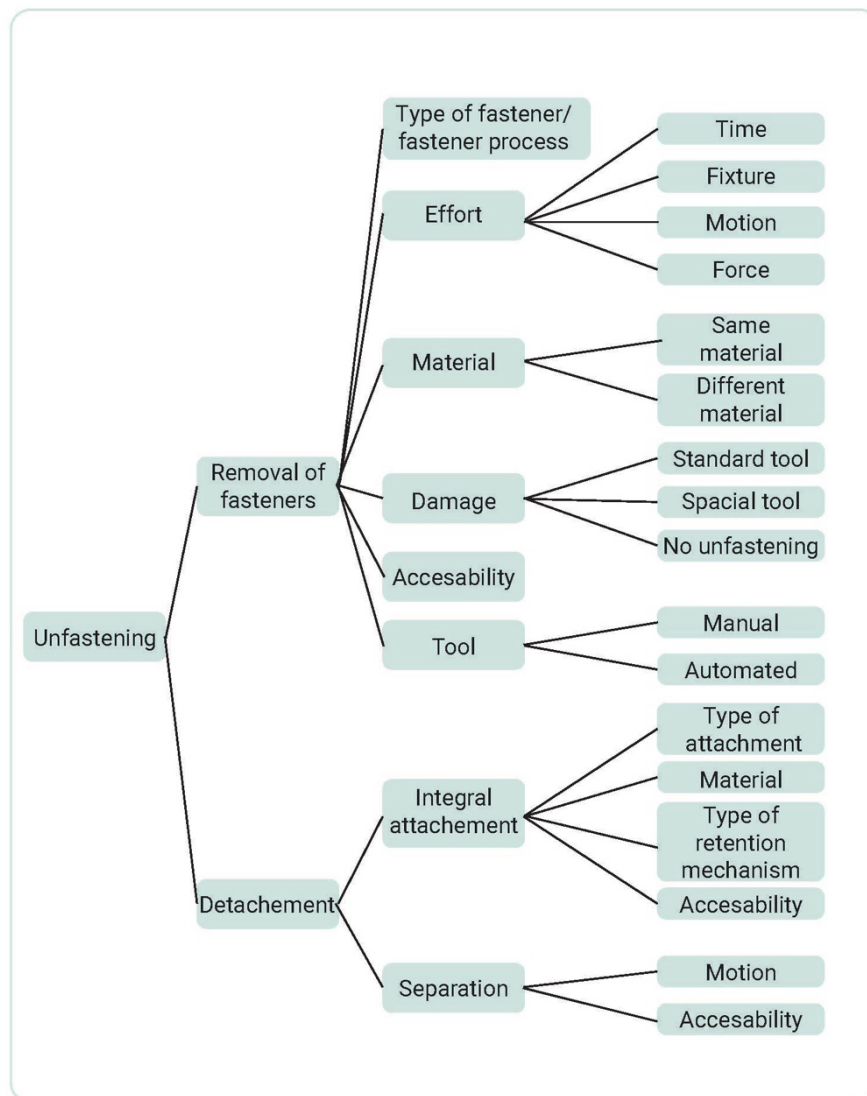 Type of fastener/
fastener process
Time
Fixture
Effort
Motion
Force
Same
material
Material
Different
material
Standard tool
Removal of
fasteners
Damage
Spacial tool
No unfastening
Accesability
Manual
Unfastening
Tool
Automated
Type of
attachment
Integral
attachement
Material
Type of
retention
mechanism
Detachement
Accesability
Motion
Separation
Accesability